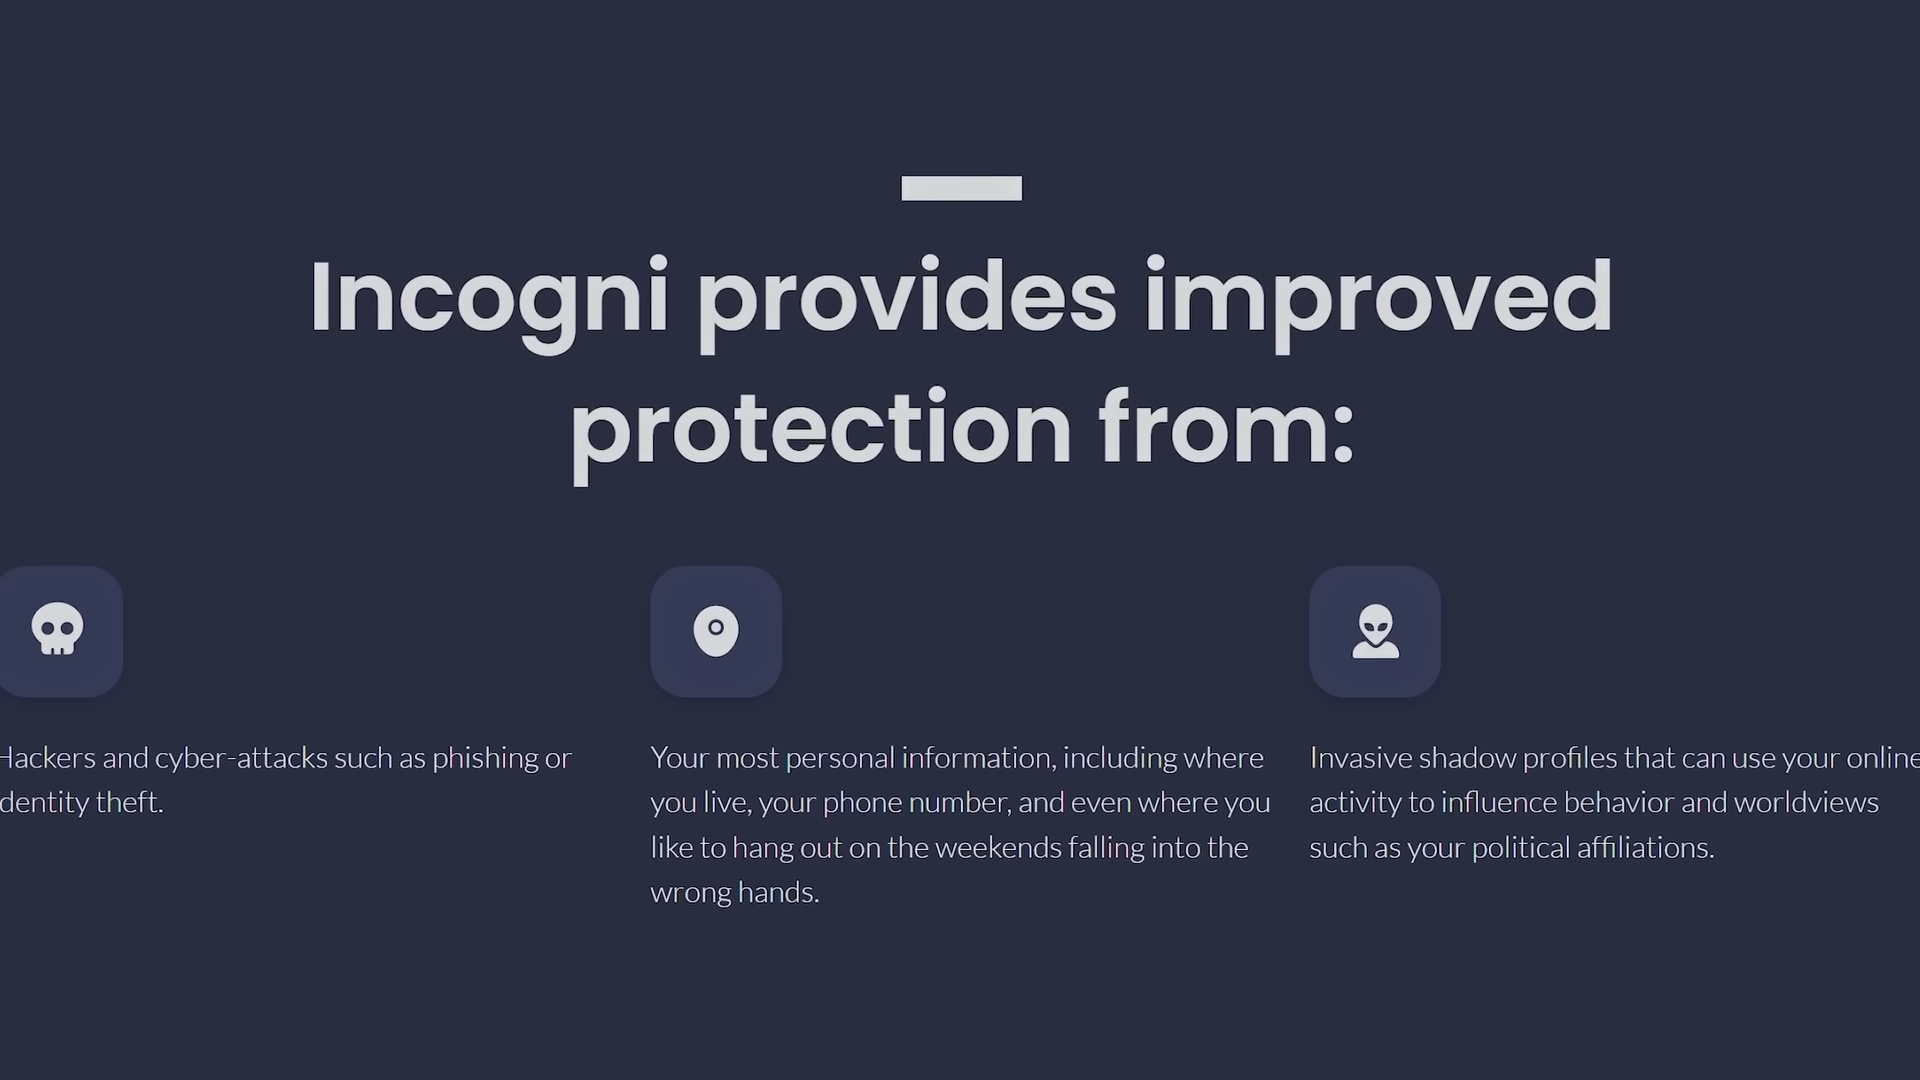 Incogni provides improved
protection from:
Hackers and cyber-attacks such as phishing or
identity theft.
Your most personal information, including where
you live, your phone number, and even where you
like to hang out on the weekends falling into the
wrong hands.
Invasive shadow profiles that can use your online
activity to influence behavior and worldviews
such as your political affiliations.